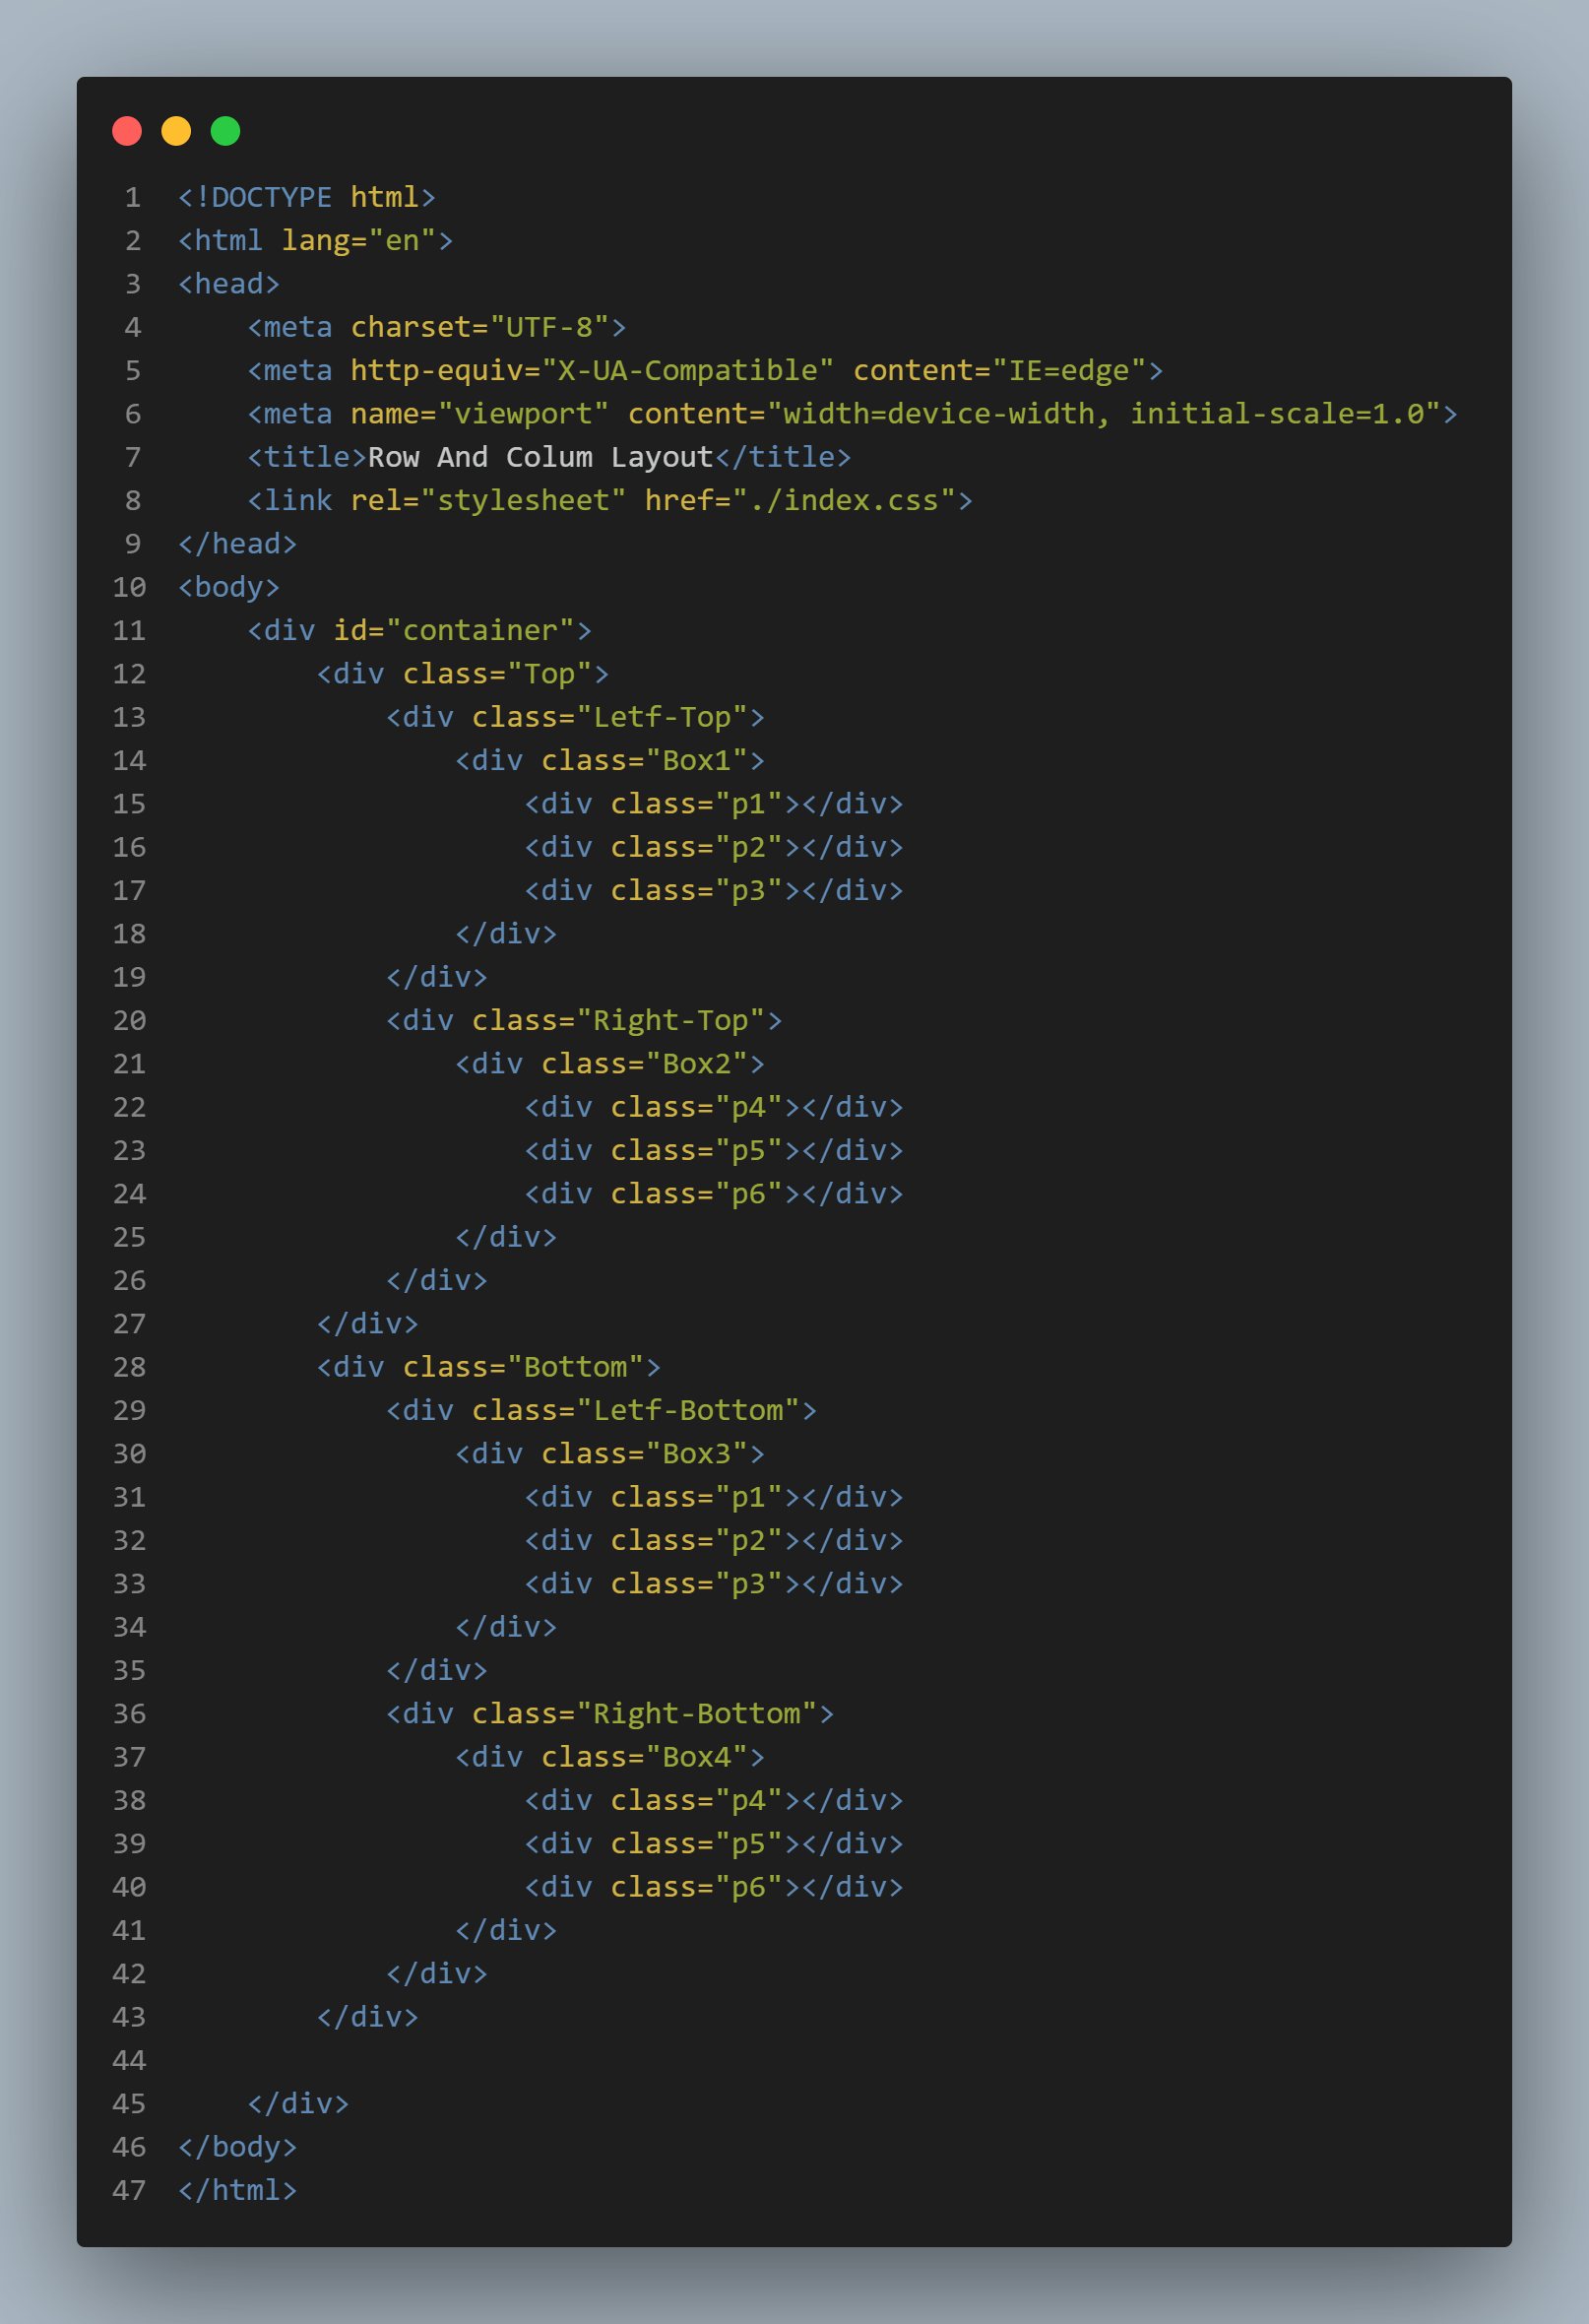 1 <!DOCTYPE html>
2 <html lang="en">
3 <head>
4     <meta charset="UTF-8">
5     <meta http-equiv="X-UA-Compatible" content="IE=edge">
6     <meta name="viewport" content="width=device-width, initial-scale=1.0">
7     <title>Row And Colum Layout</title>
8     <link rel="stylesheet" href="./index.css">
9 </head>
10 <body>
11     <div id="container">
12         <div class="Top">
13             <div class="Letf-Top">
14                 <div class="Box1">
15                     <div class="p1"></div>
16                     <div class="p2"></div>
17                     <div class="p3"></div>
18                 </div>
19             </div>
20             <div class="Right-Top">
21                 <div class="Box2">
22                     <div class="p4"></div>
23                     <div class="p5"></div>
24                     <div class="p6"></div>
25                 </div>
26             </div>
27         </div>
28         <div class="Bottom">
29             <div class="Letf-Bottom">
30                 <div class="Box3">
31                     <div class="p1"></div>
32                     <div class="p2"></div>
33                     <div class="p3"></div>
34                 </div>
35             </div>
36             <div class="Right-Bottom">
37                 <div class="Box4">
38                     <div class="p4"></div>
39                     <div class="p5"></div>
40                     <div class="p6"></div>
41                 </div>
42             </div>
43         </div>
44
45     </div>
46 </body>
47 </html>